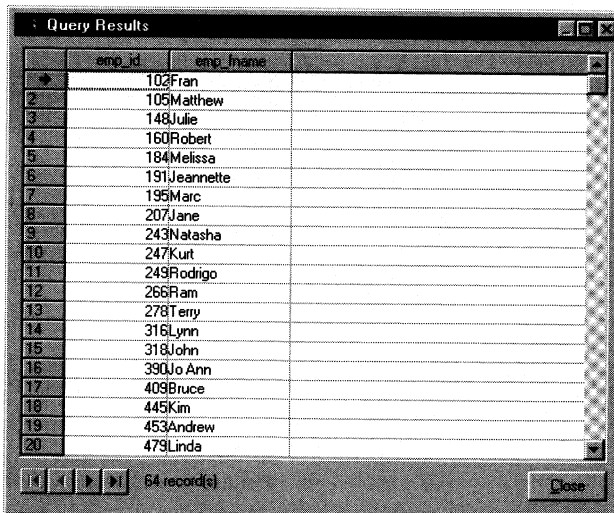 Query Results
emp_id emp_fname
102 Fran
2 105 Matthew
3 148 Julie
4 160 Robert
5 184 Melissa
6 191 Jeannette
7 195 Marc
8 207 Jane
9 243 Natasha
10 247 Kurt
11 249 Rodrigo
12 266 Ram
13 278 Terry
14 316 Lynn
15 318 John
16 390 Jo Ann
17 409 Bruce
18 445 Kim
19 453 Andrew
20 479 Linda
64 record(s) Close